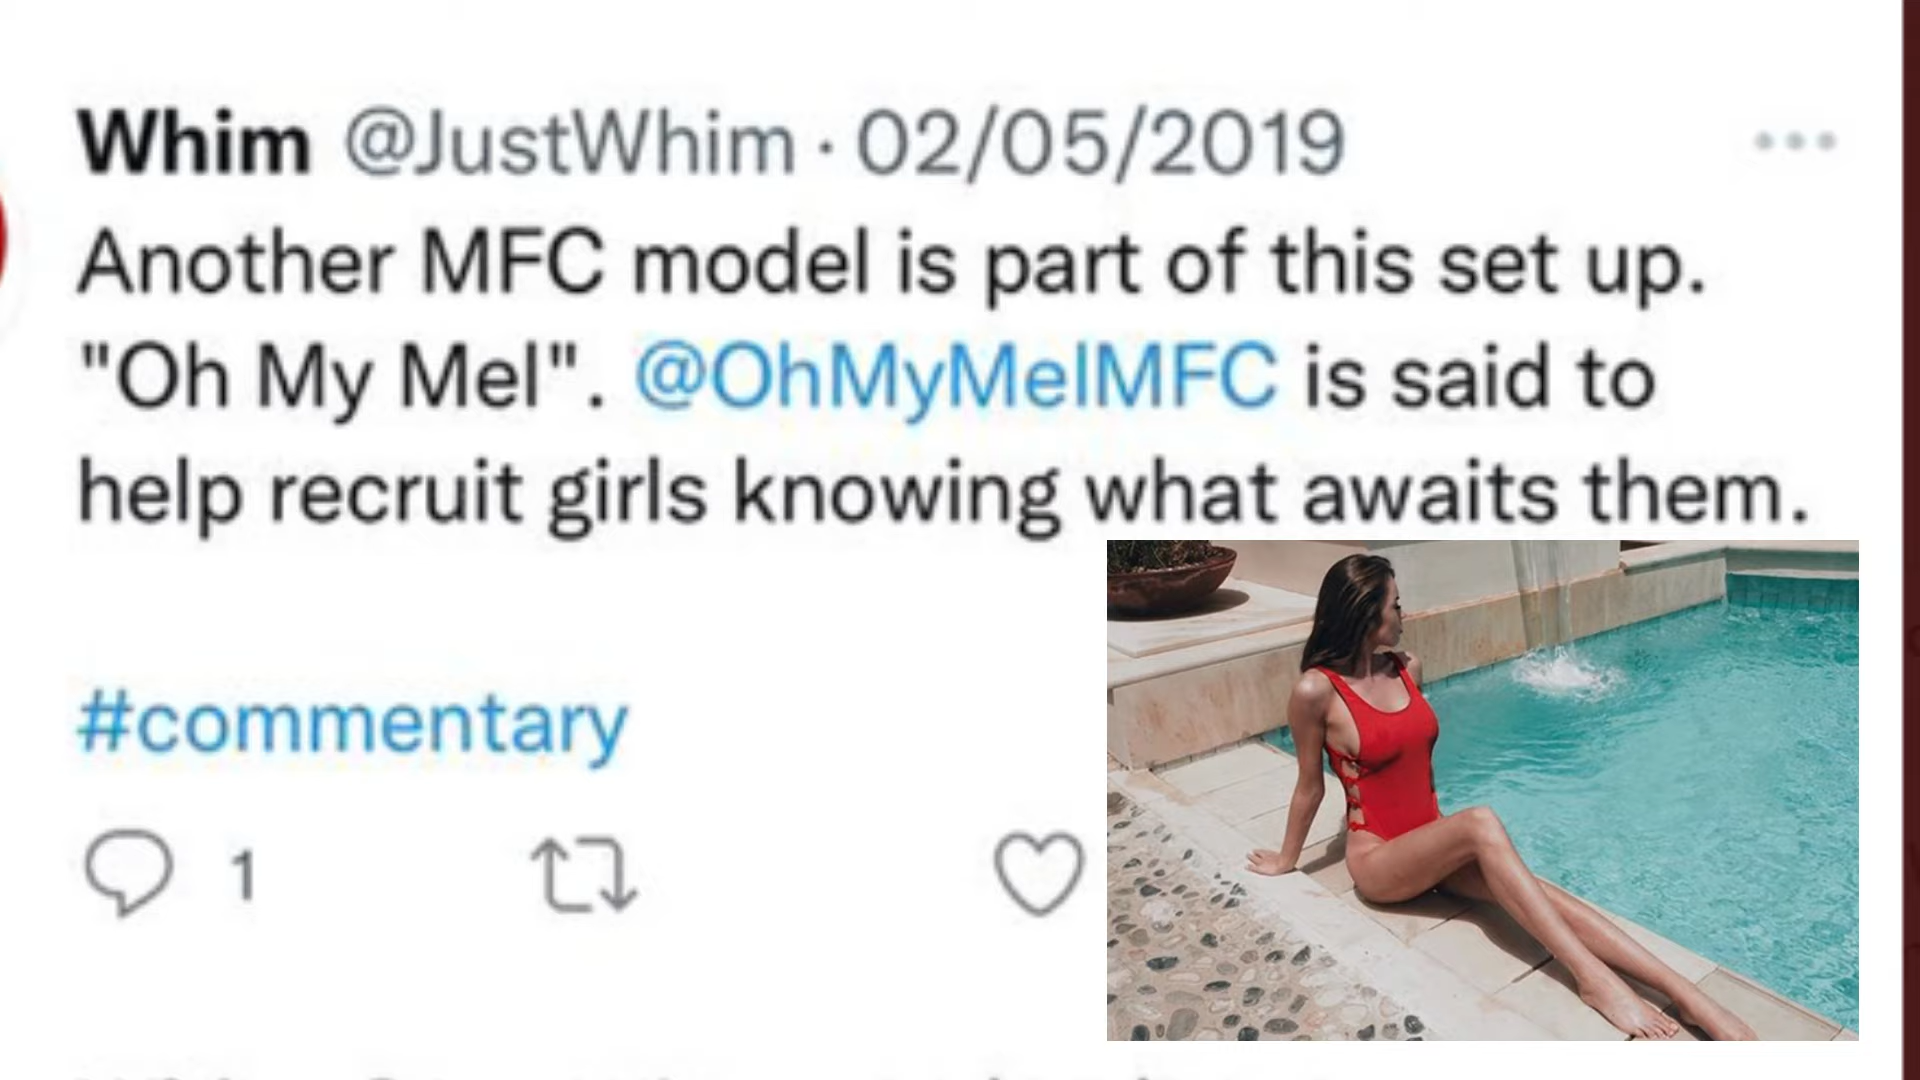 Whim @JustWhim · 02/05/2019
Another MFC model is part of this set up.
"Oh My Mel". @OhMyMelMFC is said to
help recruit girls knowing what awaits them.
#commentary
1